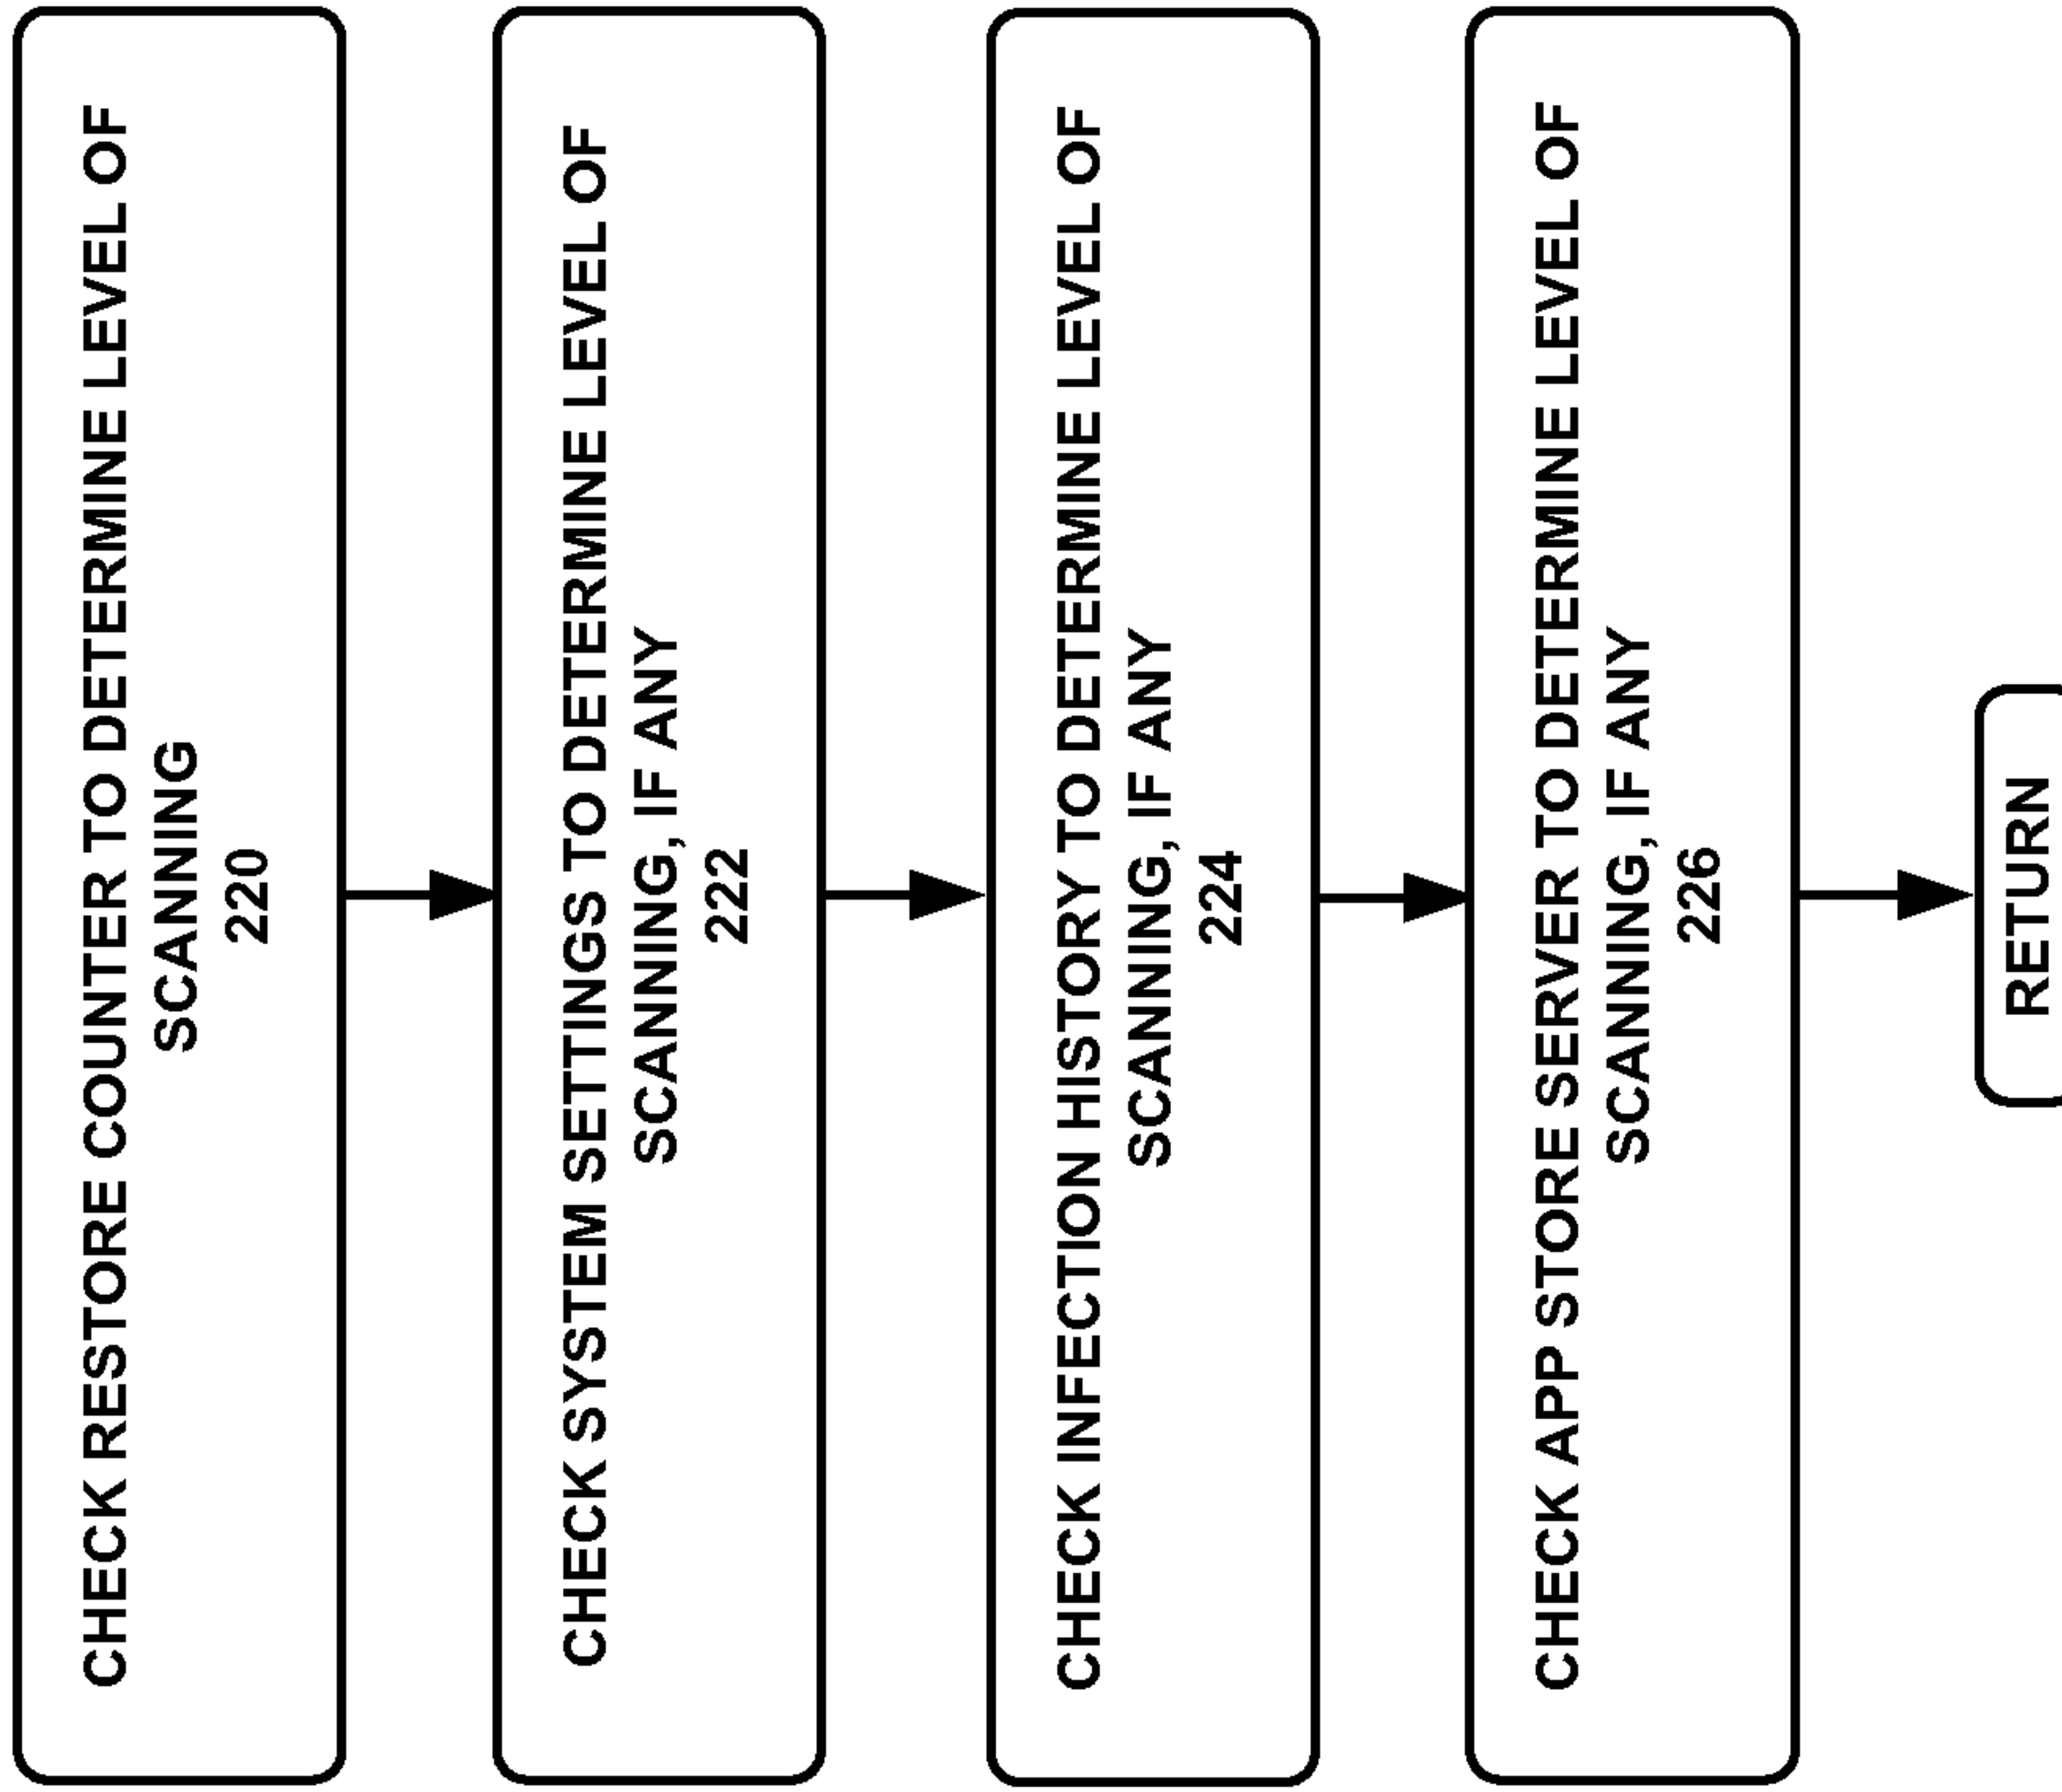 CHECK RESTORE COUNTER TO DETERMINE LEVEL OF
SCANNING
220
CHECK SYSTEM SETTINGS TO DETERMINE LEVEL OF
SCANNING, IF ANY
222
CHECK INFECTION HISTORY TO DETERMINE LEVEL OF
SCANNING, IF ANY
224
CHECK APP STORE SERVER TO DETERMINE LEVEL OF
SCANNING, IF ANY
226
RETURN